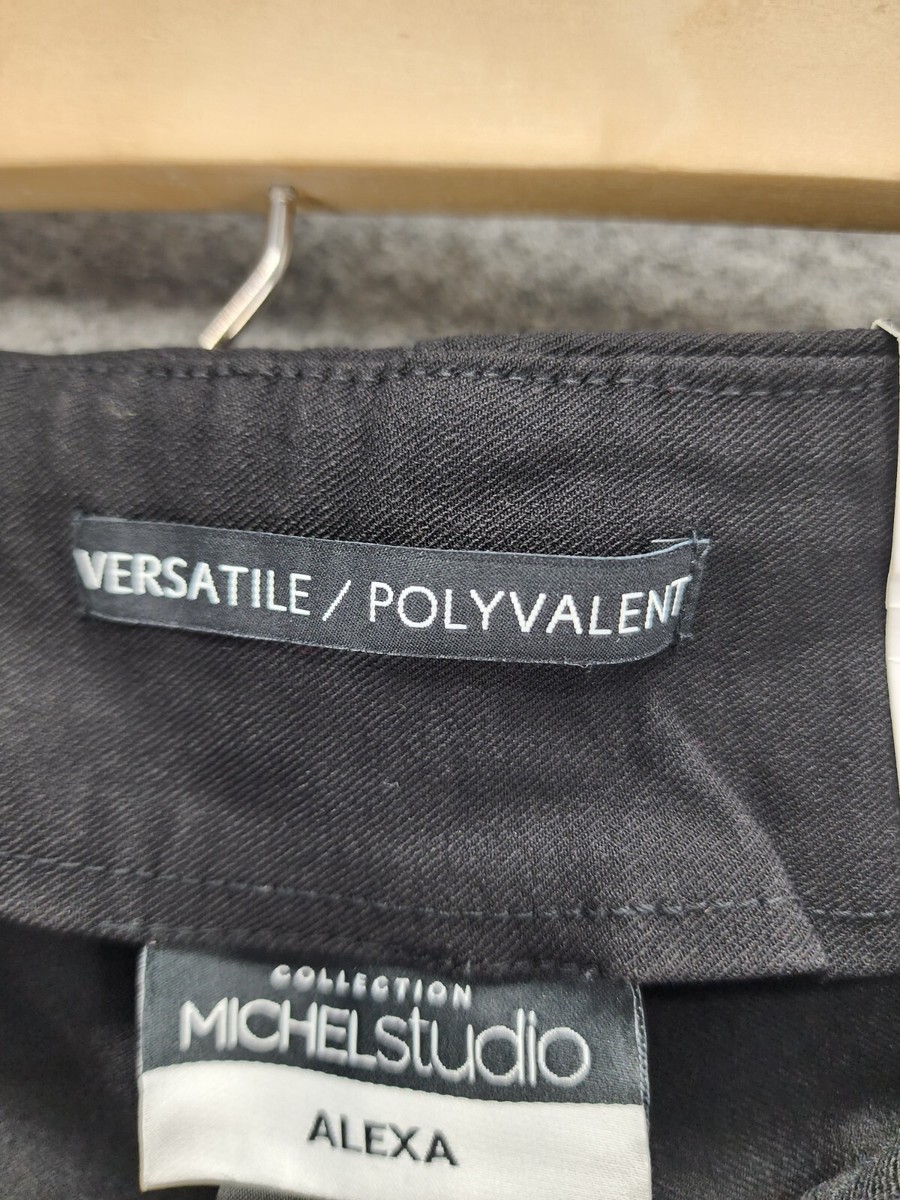 VERSATILE / POLYVALENT
COLLECTION
MICHELstudio
ALEXA